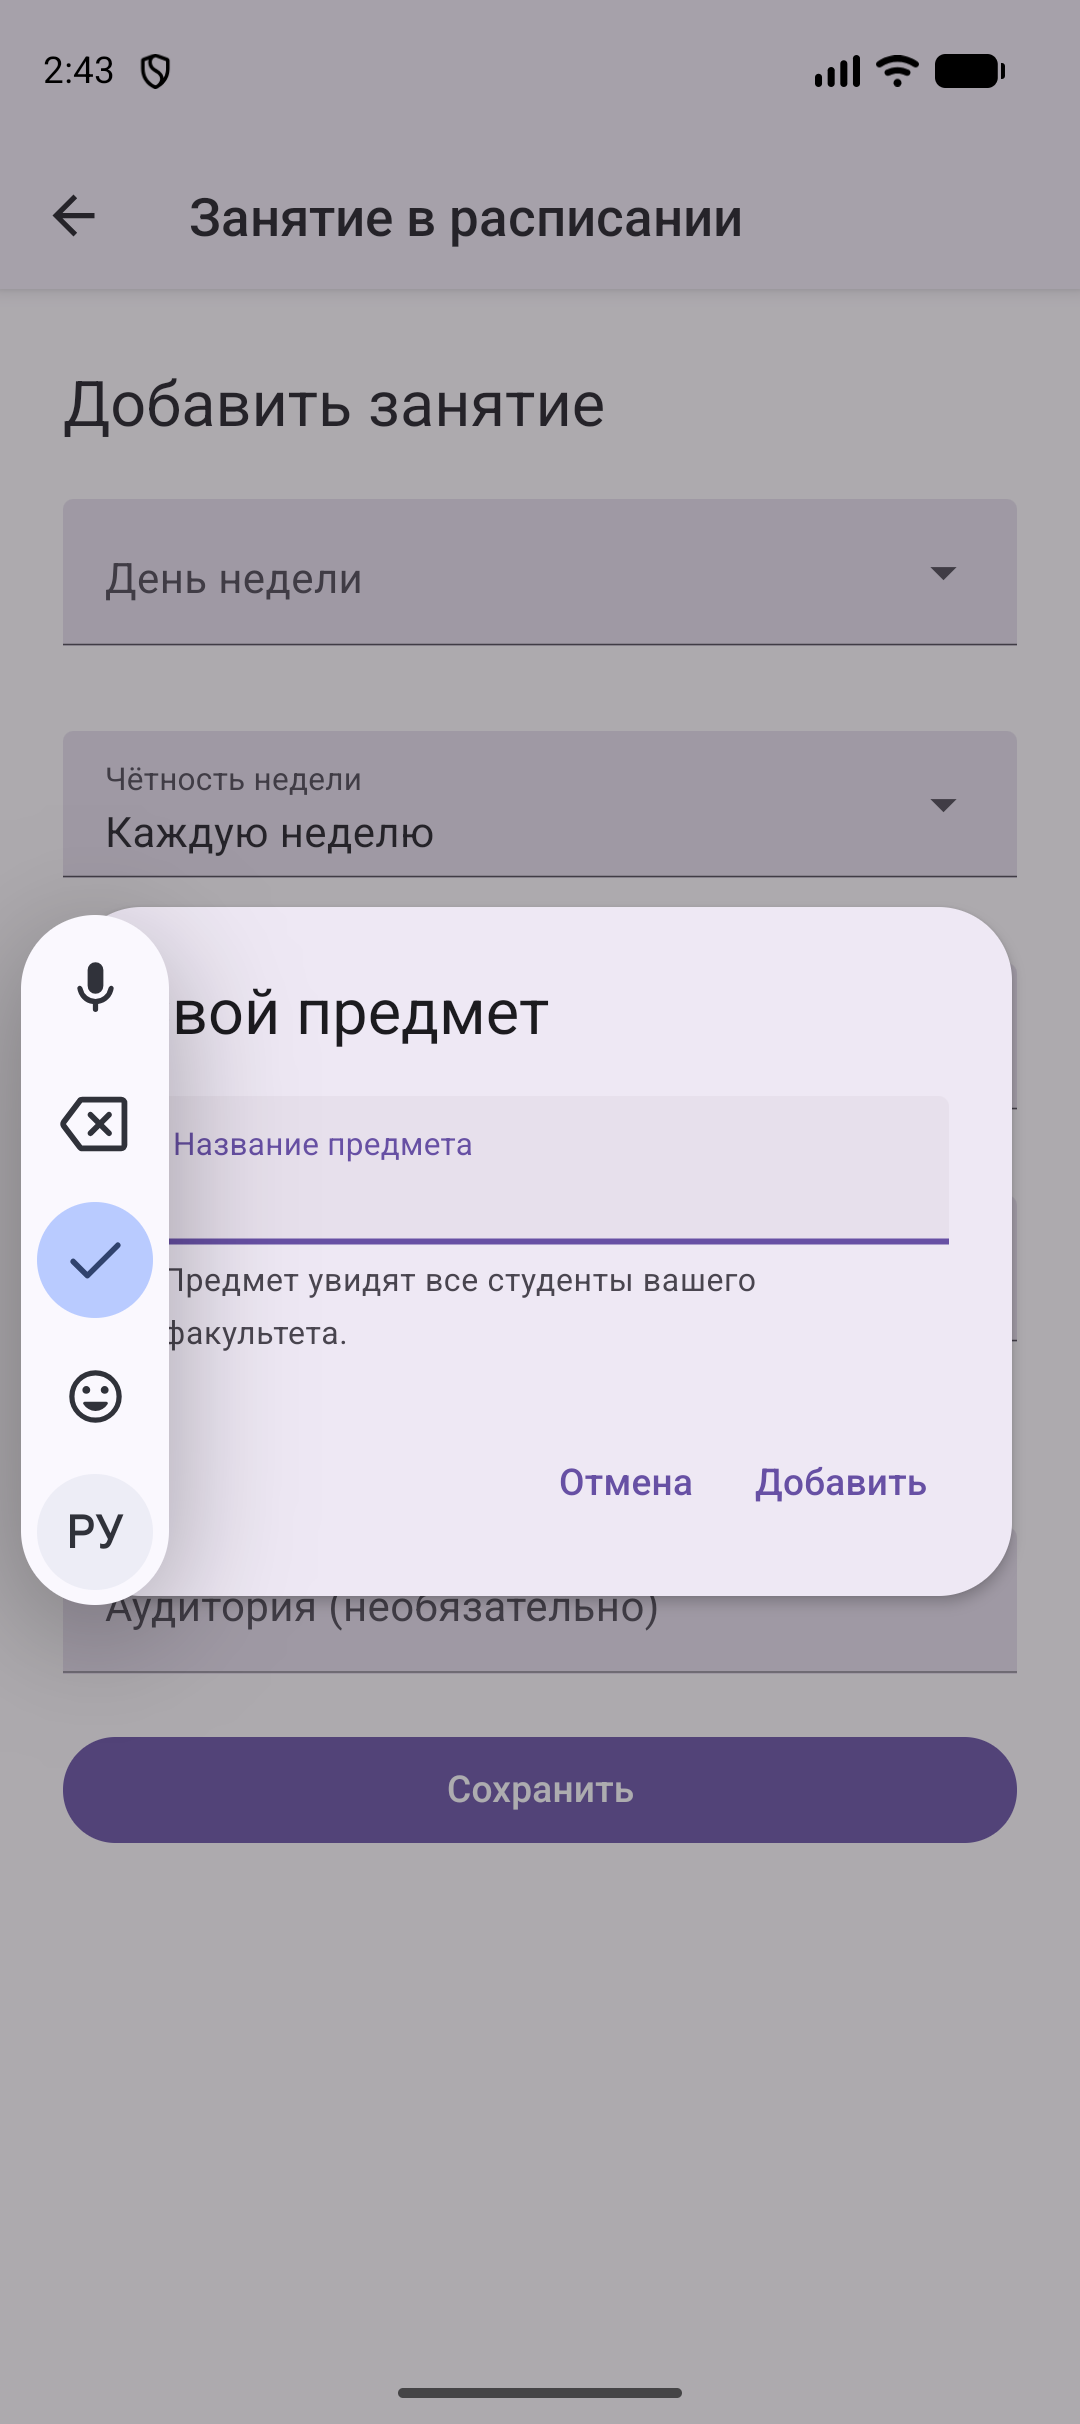 2:43
Занятие в расписании
Добавить занятие
День недели
Чётность недели
Каждую неделю
вой предмет
Название предмета
Предмет увидят все студенты вашего
факультета.
РУ
Отмена Добавить
Аудитория (необязательно)
Сохранить